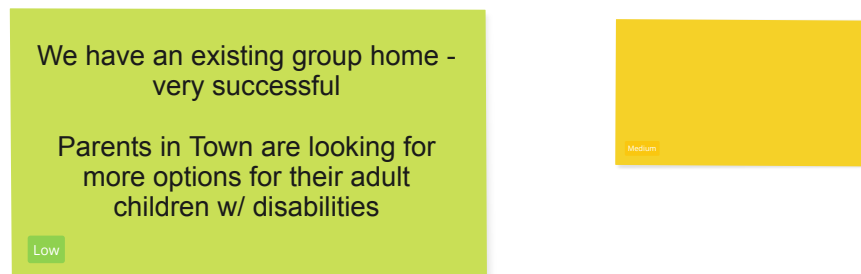 We have an existing group home -
very successful
Parents in Town are looking for
more options for their adult
children w/ disabilities
Low
Medium